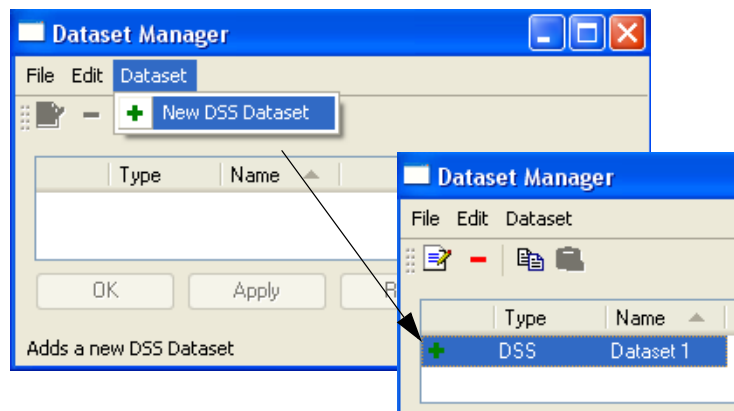 Dataset Manager
File Edit Dataset
New DSS Dataset
Type Name
OK Apply R
Adds a new DSS Dataset
Dataset Manager
File Edit Dataset
Type Name
DSS Dataset 1